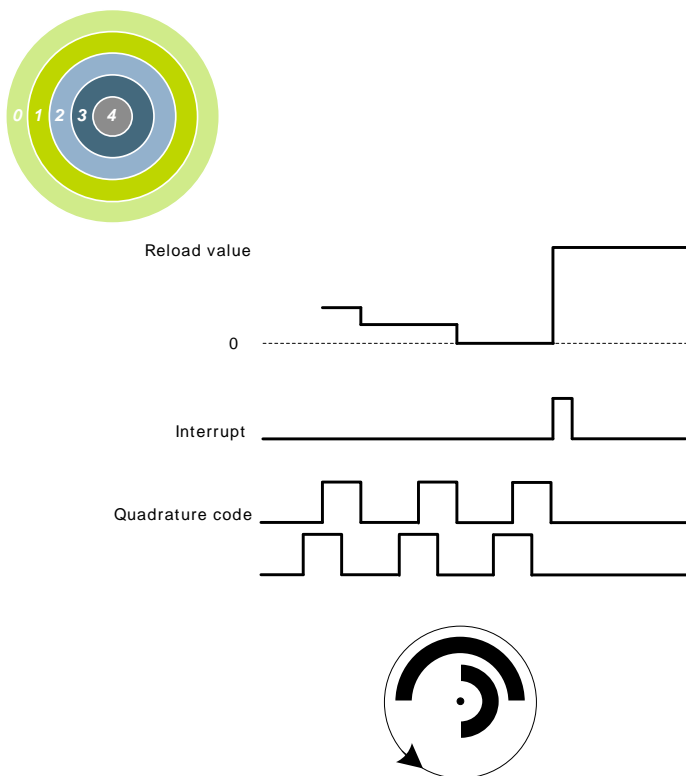 0 1 2 3 4
Reload value
0
Interrupt
Quadrature code